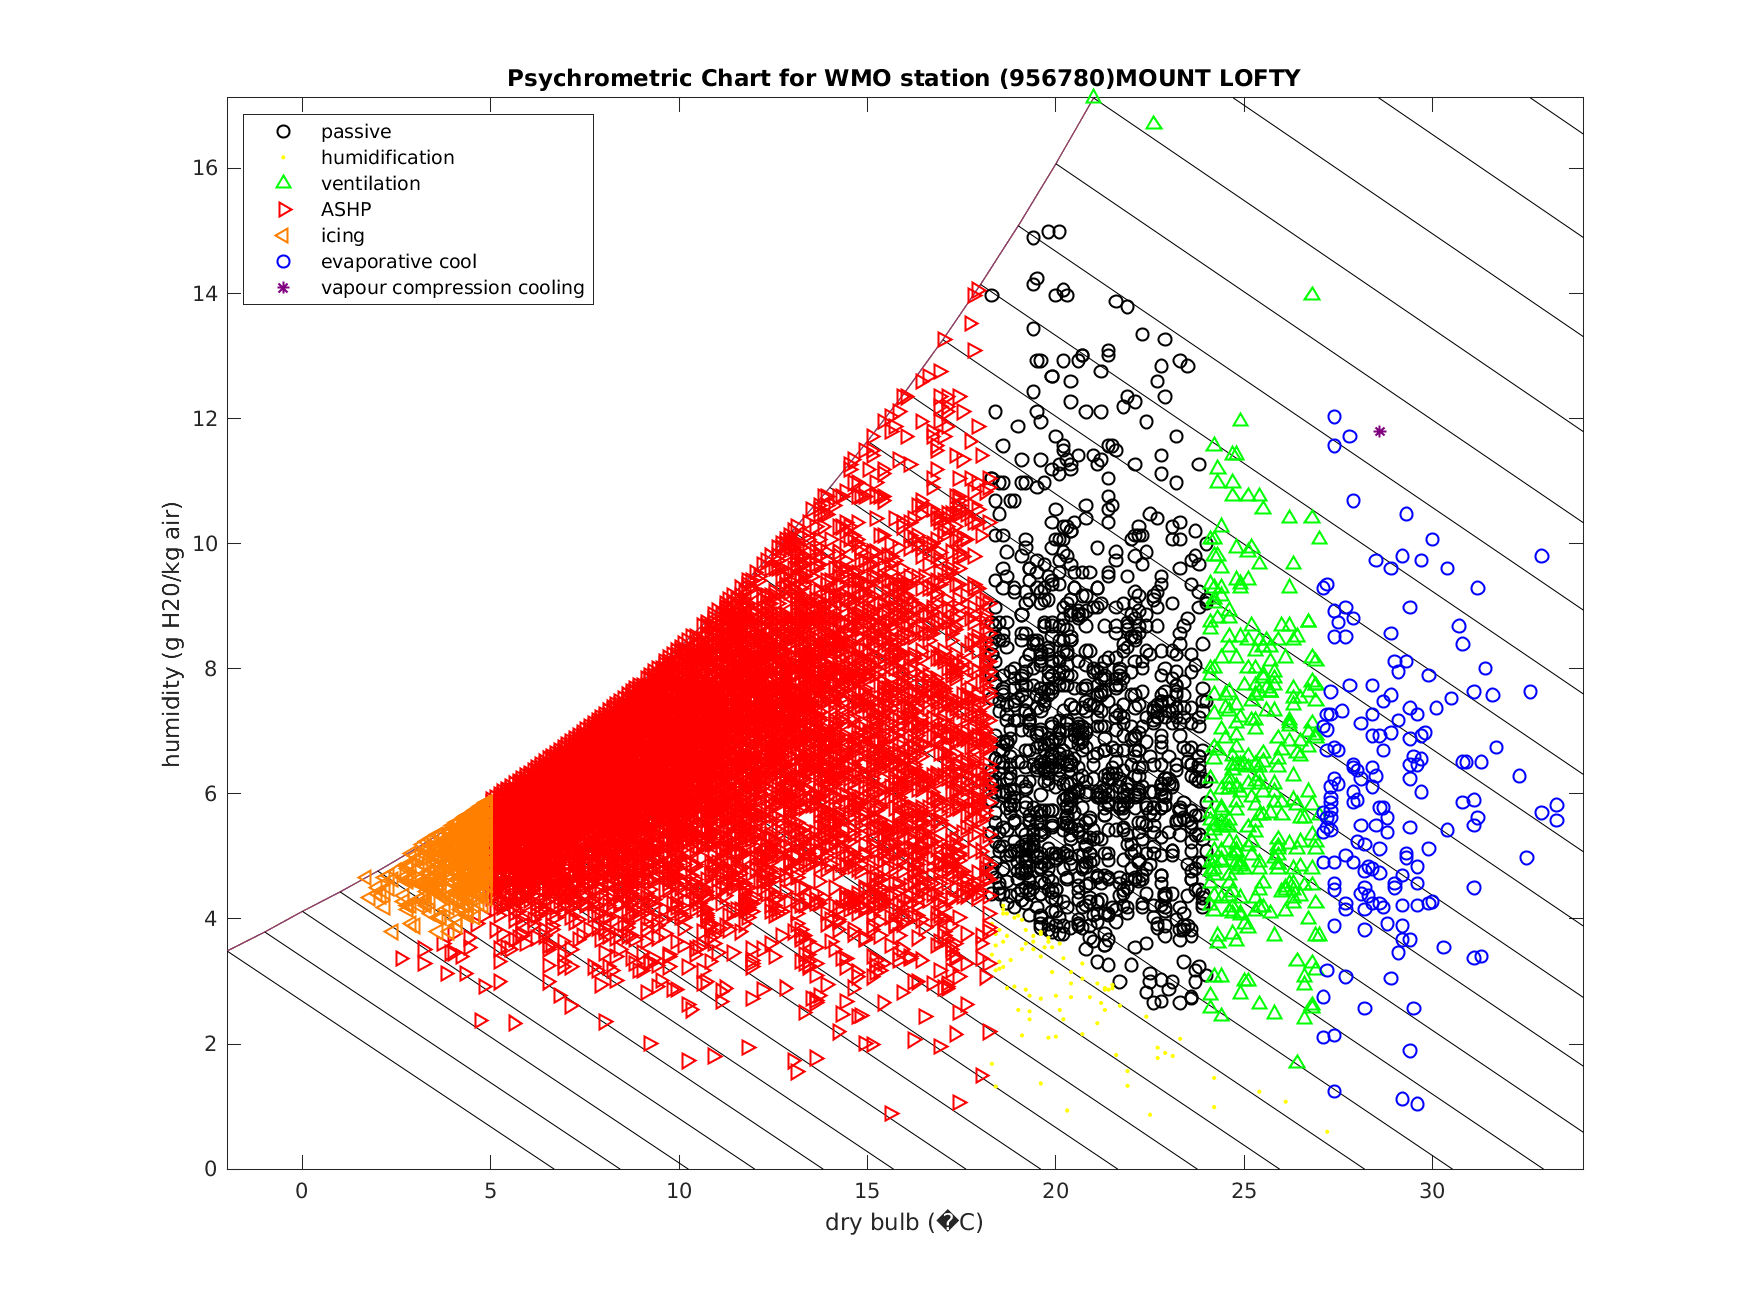 Psychrometric Chart for WMO station (956780)MOUNT LOFTY
passive
humidification
ventilation
ASHP
icing
evaporative cool
vapour compression cooling
humidity (g H20/kg air)
16
14
12
10
8
6
4
2
0
0 5 10 15 20 25 30
dry bulb (�C)